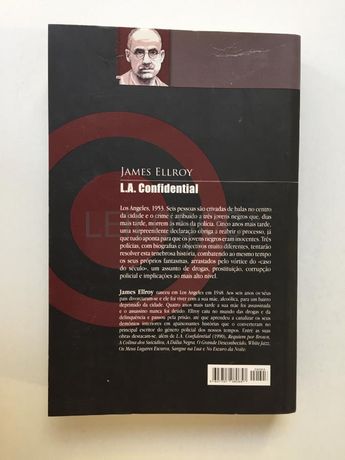 JAMES ELLROY
L.A. Confidential
Los Angeles, 1953. Seis pessoas são crivadas de balas no centro
da cidade e o crime é atribuído a três jovens negros que, dias
mais tarde, morrem às mãos da polícia. Cinco anos mais tarde,
uma surpreendente declaração obriga a reabrir o processo, já
que tudo aponta para que os jovens negros eram inocentes. Três
polícias, com biografias e objectivos muito diferentes, tentarão
resolver esta tenebrosa história, combatendo ao mesmo tempo
os seus próprios fantasmas, arrastados pelo vórtice do «caso
do século», um assunto de drogas, prostituição, corrupção
policial e implicações ao mais alto nível.
James Ellroy nasceu em Los Angeles em 1948. Aos seis anos os seus
pais divorciaram-se e ele foi viver com a sua mãe, alcoólica, para um bairro
deprimido da cidade. Quatro anos mais tarde a sua mãe foi assassinada
e o assassino nunca foi detido. Ellroy caiu no mundo das drogas e da
delinquência e passou pela prisão, até que aprendeu a canalizar os seus
demónios interiores em apaixonantes histórias que o converteram no
principal escritor do género policial dos nossos tempos. Entre as suas
obras destacam-se, além de L.A. Confidential (1990), Requiem por Brown,
A Colina dos Suicídios, A Dália Negra, O Grande Desconhecido, White Jazz,
Os Meus Lugares Escuros, Sangue na Lua e No Escuro da Noite.